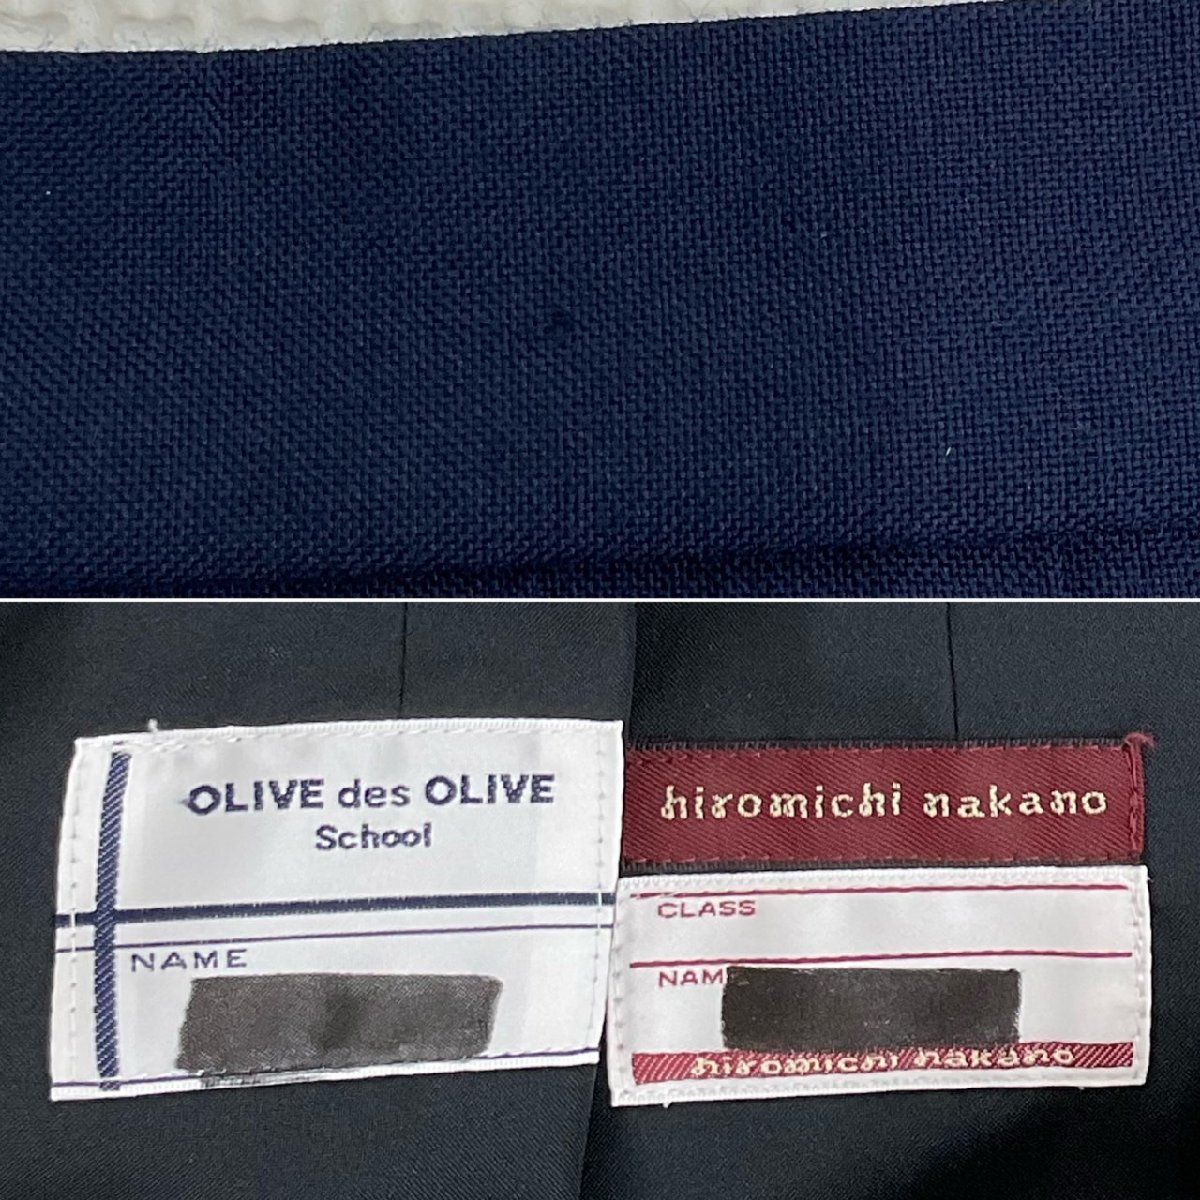 OLIVE des OLIVE
School
NAME
hiromichi nakano
CLASS
NAME
hiromichi nakano